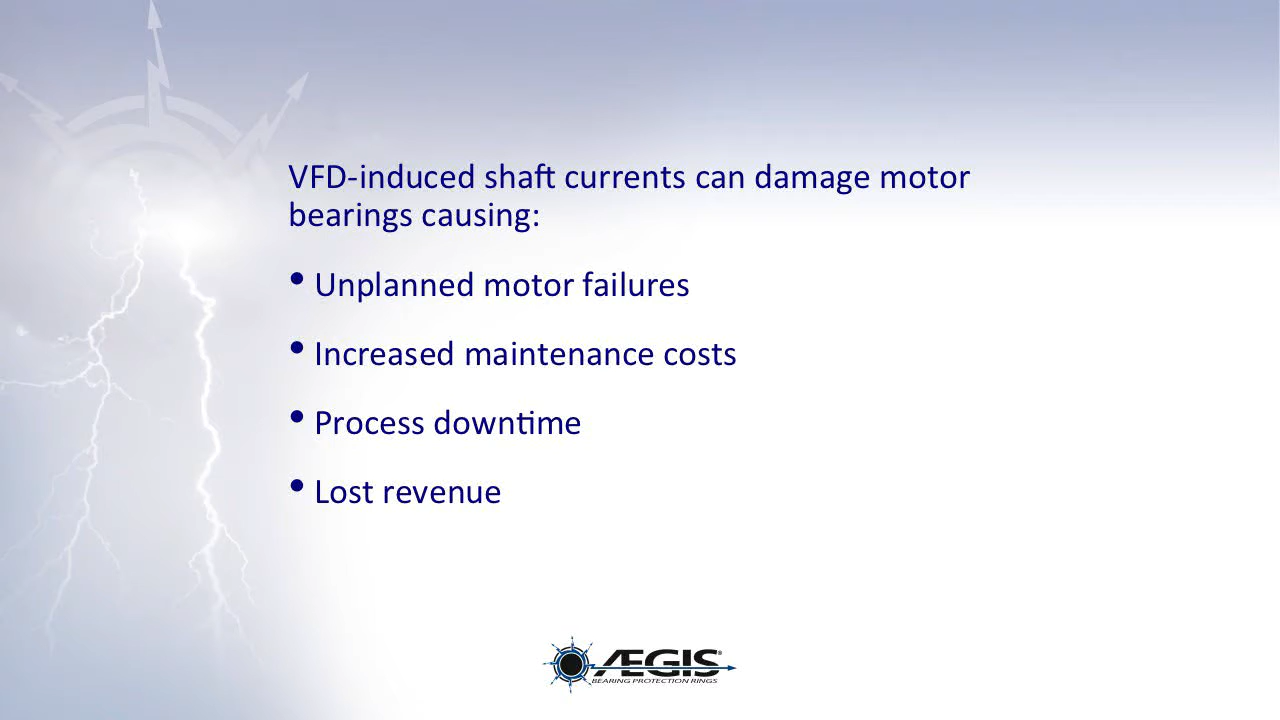 VFD-induced shaft currents can damage motor
bearings causing:
• Unplanned motor failures
• Increased maintenance costs
• Process downtime
• Lost revenue
ÆGIS®
BEARING PROTECTION RINGS